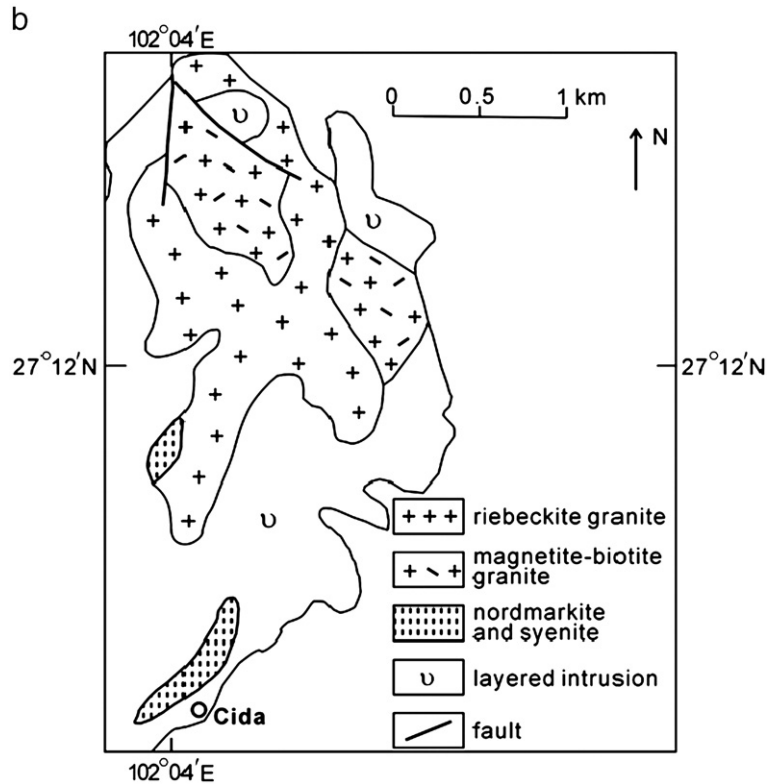 b
102°04′E
0 0.5 1 km
N
υ
υ
27°12′N 27°12′N
υ
+ + + riebeckite granite
magnetite-biotite
granite
nordmarkite
and syenite
υ layered intrusion
fault
Cida
102°04′E